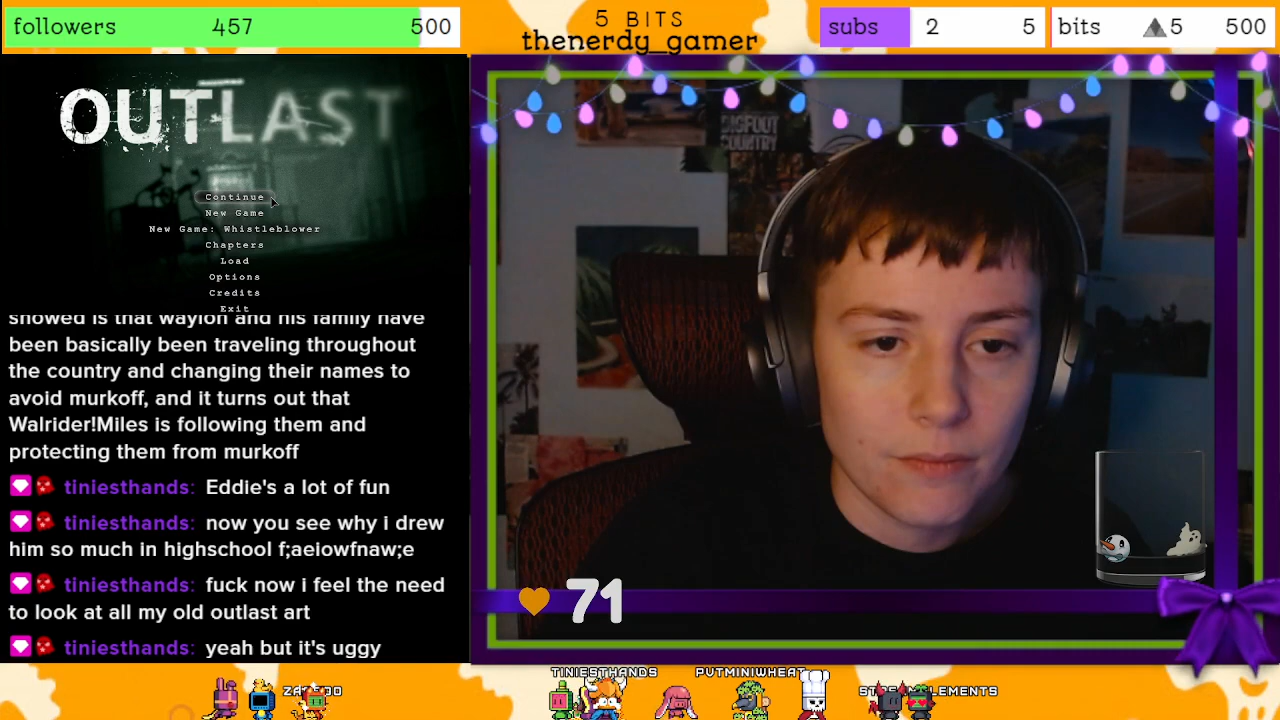 followers 457 500
5 BITS
thenerdy_gamer
subs 2 5
bits 5 500
OUTLAST
Continue
New Game
New Game: Whistleblower
Chapters
Load
Options
Credits
Exit
showed is that waylon and his family have
been basically been traveling throughout
the country and changing their names to
avoid murkoff, and it turns out that
Walrider!Miles is following them and
protecting them from murkoff
tiniesthands: Eddie's a lot of fun
tiniesthands: now you see why i drew
him so much in highschool f;aeiowfnaw;e
tiniesthands: fuck now i feel the need
to look at all my old outlast art
tiniesthands: yeah but it's uggy
BIGFOOT
COUNTRY
71
TINIESTHANDS
PUTMINIWHEAT